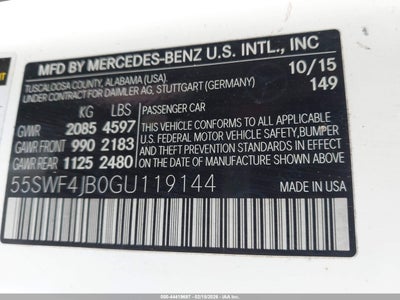 MFD BY MERCEDES-BENZ U.S. INTL., INC
TUSCALOOSA COUNTY, ALABAMA (USA).
UNDER CONTRACT FOR DAIMLER AG, STUTTGART (GERMANY)
10/15
149
KG LBS
GVWR 2085 4597
GAWR FRONT 990 2183
GAWR REAR 1125 2480
PASSENGER CAR
THIS VEHICLE CONFORMS TO ALL APPLICABLE
U.S. FEDERAL MOTOR VEHICLE SAFETY, BUMPER
AND THEFT PREVENTION STANDARDS IN EFFECT
ON THE DATE OF MANUFACTURE SHOWN ABOVE.
55SWF4JB0GU119144
MADE IN USA